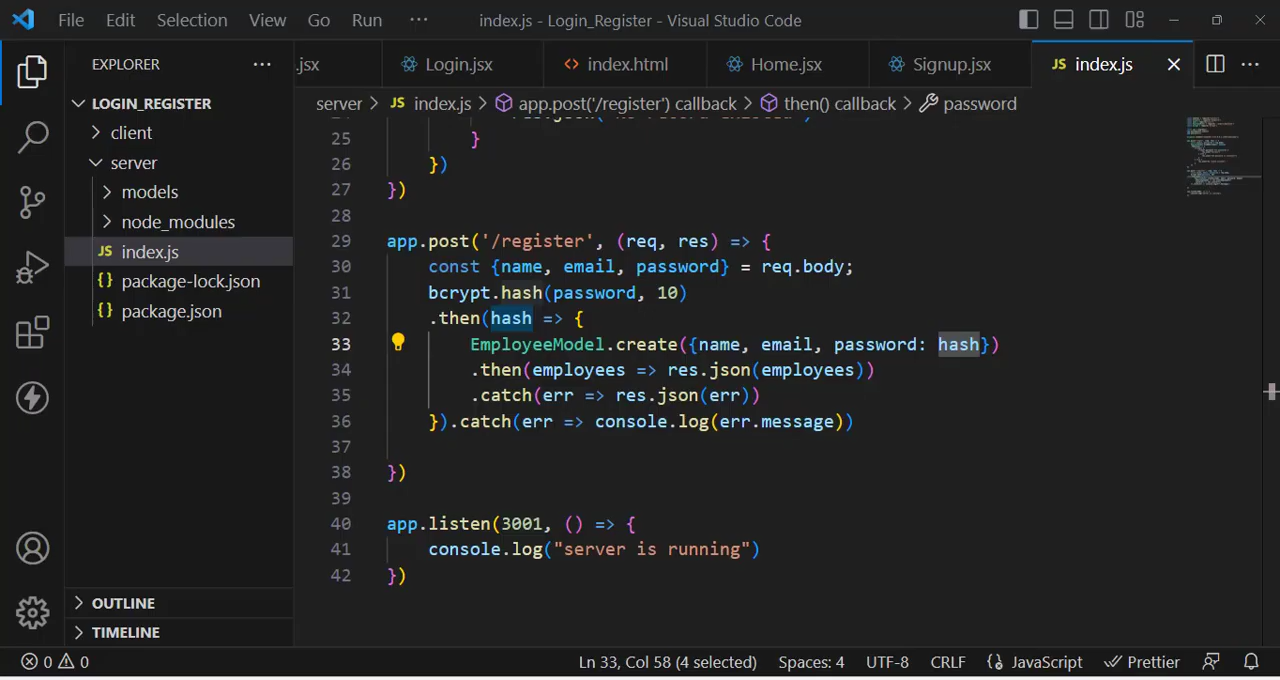 File Edit Selection View Go Run ··· index.js - Login_Register - Visual Studio Code
EXPLORER ···
.jsx Login.jsx <> index.html Home.jsx Signup.jsx JS index.js ···
LOGIN_REGISTER
client
server
models
node_modules
JS index.js
{} package-lock.json
{} package.json
OUTLINE
TIMELINE
server > JS index.js > app.post('/register') callback > then() callback > password
25 }
26 })
27 })
28
29 app.post('/register', (req, res) => {
30 const {name, email, password} = req.body;
31 bcrypt.hash(password, 10)
32 .then(hash => {
33 EmployeeModel.create({name, email, password: hash})
34 .then(employees => res.json(employees))
35 .catch(err => res.json(err))
36 }).catch(err => console.log(err.message))
37
38 })
39
40 app.listen(3001, () => {
41 console.log("server is running")
42 })
0 0 Ln 33, Col 58 (4 selected) Spaces: 4 UTF-8 CRLF {} JavaScript Prettier